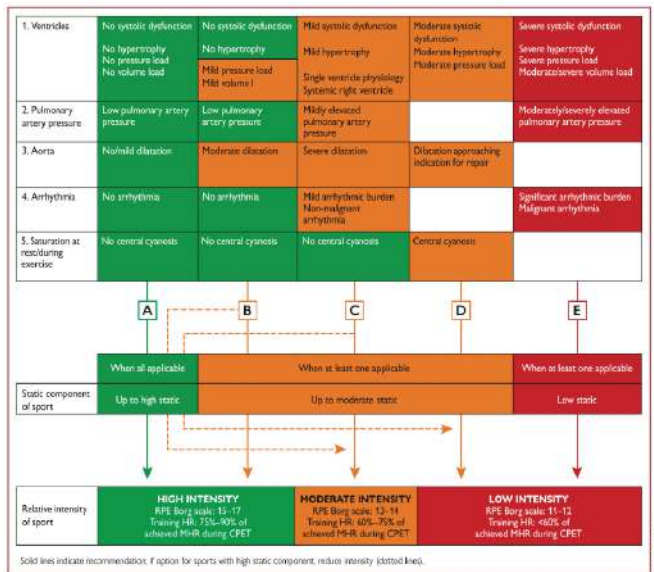 1. Ventricles
No systolic dysfunction
No hypertrophy
No pressure load
No volume load
No systolic dysfunction
No hypertrophy
Mild pressure load
Mild volume l
Mild systolic dysfunction
Mild hypertrophy
Single ventricle physiology
Systemic right ventricle
Moderate systolic
dysfunction
Moderate hypertrophy
Moderate pressure load
Severe systolic dysfunction
Severe hypertrophy
Severe pressure load
Moderate/severe volume load
2. Pulmonary
artery pressure
Low pulmonary artery
pressure
Low pulmonary
artery pressure
Mildly elevated
pulmonary artery
pressure
Moderately/severely elevated
pulmonary artery pressure
3. Aorta
No/mild dilatation
Moderate dilatation
Severe dilatation
Dilatation approaching
indication for repair
4. Arrhythmia
No arrhythmia
No arrhythmia
Mild arrhythmic burden
Non-malignant
arrhythmia
Significant arrhythmic burden
Malignant arrhythmia
5. Saturation at
rest/during
exercise
No central cyanosis
No central cyanosis
No central cyanosis
Central cyanosis
A
B
C
D
E
When all applicable
When at least one applicable
When at least one applicable
Static component
of sport
Up to high static
Up to moderate static
Low static
Relative intensity
of sport
HIGH INTENSITY
RPE Borg scale: 15–17
Training HR: 75%–90% of
achieved MHR during CPET
MODERATE INTENSITY
RPE Borg scale: 13–14
Training HR: 60%–75% of
achieved MHR during CPET
LOW INTENSITY
RPE Borg scale: 11–12
Training HR: <60% of
achieved MHR during CPET
Solid lines indicate recommendation; if option for sports with high static component, reduce intensity (dotted lines).